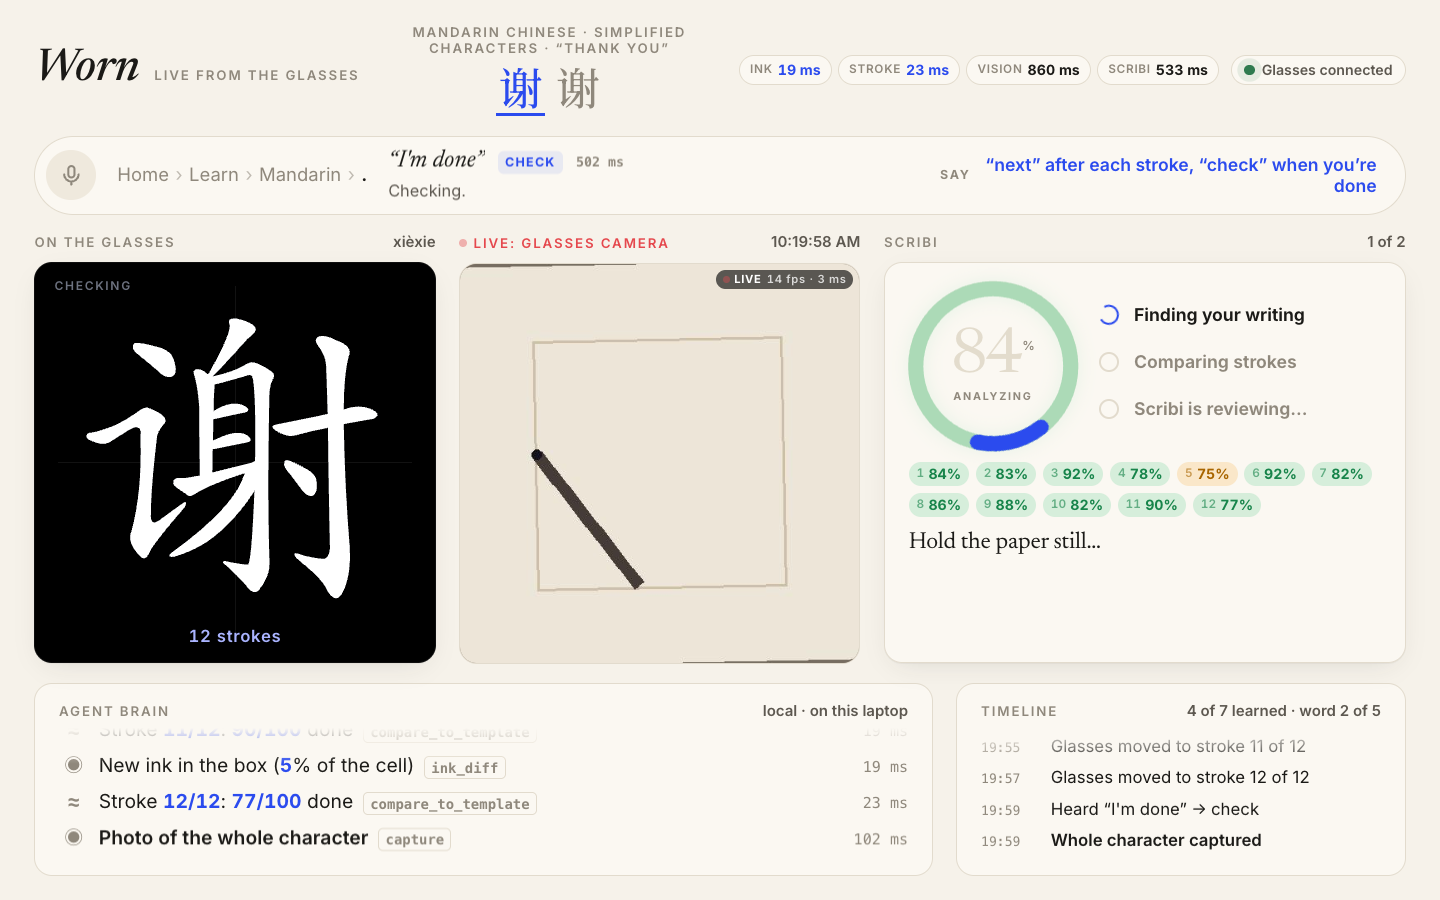 Worn LIVE FROM THE GLASSES
MANDARIN CHINESE · SIMPLIFIED
CHARACTERS · “THANK YOU”
谢 谢
INK 19 ms STROKE 23 ms VISION 860 ms SCRIBI 533 ms Glasses connected
Home › Learn › Mandarin › .
“I'm done” CHECK 502 ms
Checking.
SAY “next” after each stroke, “check” when you’re
done
ON THE GLASSES xièxie
CHECKING
谢
12 strokes
LIVE: GLASSES CAMERA 10:19:58 AM
LIVE 14 fps · 3 ms
SCRIBI 1 of 2
84%
ANALYZING
Finding your writing
Comparing strokes
Scribi is reviewing…
1 84% 2 83% 3 92% 4 78% 5 75% 6 92% 7 82%
8 86% 9 88% 10 82% 11 90% 12 77%
Hold the paper still…
AGENT BRAIN local · on this laptop
≈ Stroke 11/12: 90/100 done compare_to_template 19 ms
New ink in the box (5% of the cell) ink_diff 19 ms
≈ Stroke 12/12: 77/100 done compare_to_template 23 ms
Photo of the whole character capture 102 ms
TIMELINE 4 of 7 learned · word 2 of 5
19:55 Glasses moved to stroke 11 of 12
19:57 Glasses moved to stroke 12 of 12
19:59 Heard “I'm done” → check
19:59 Whole character captured